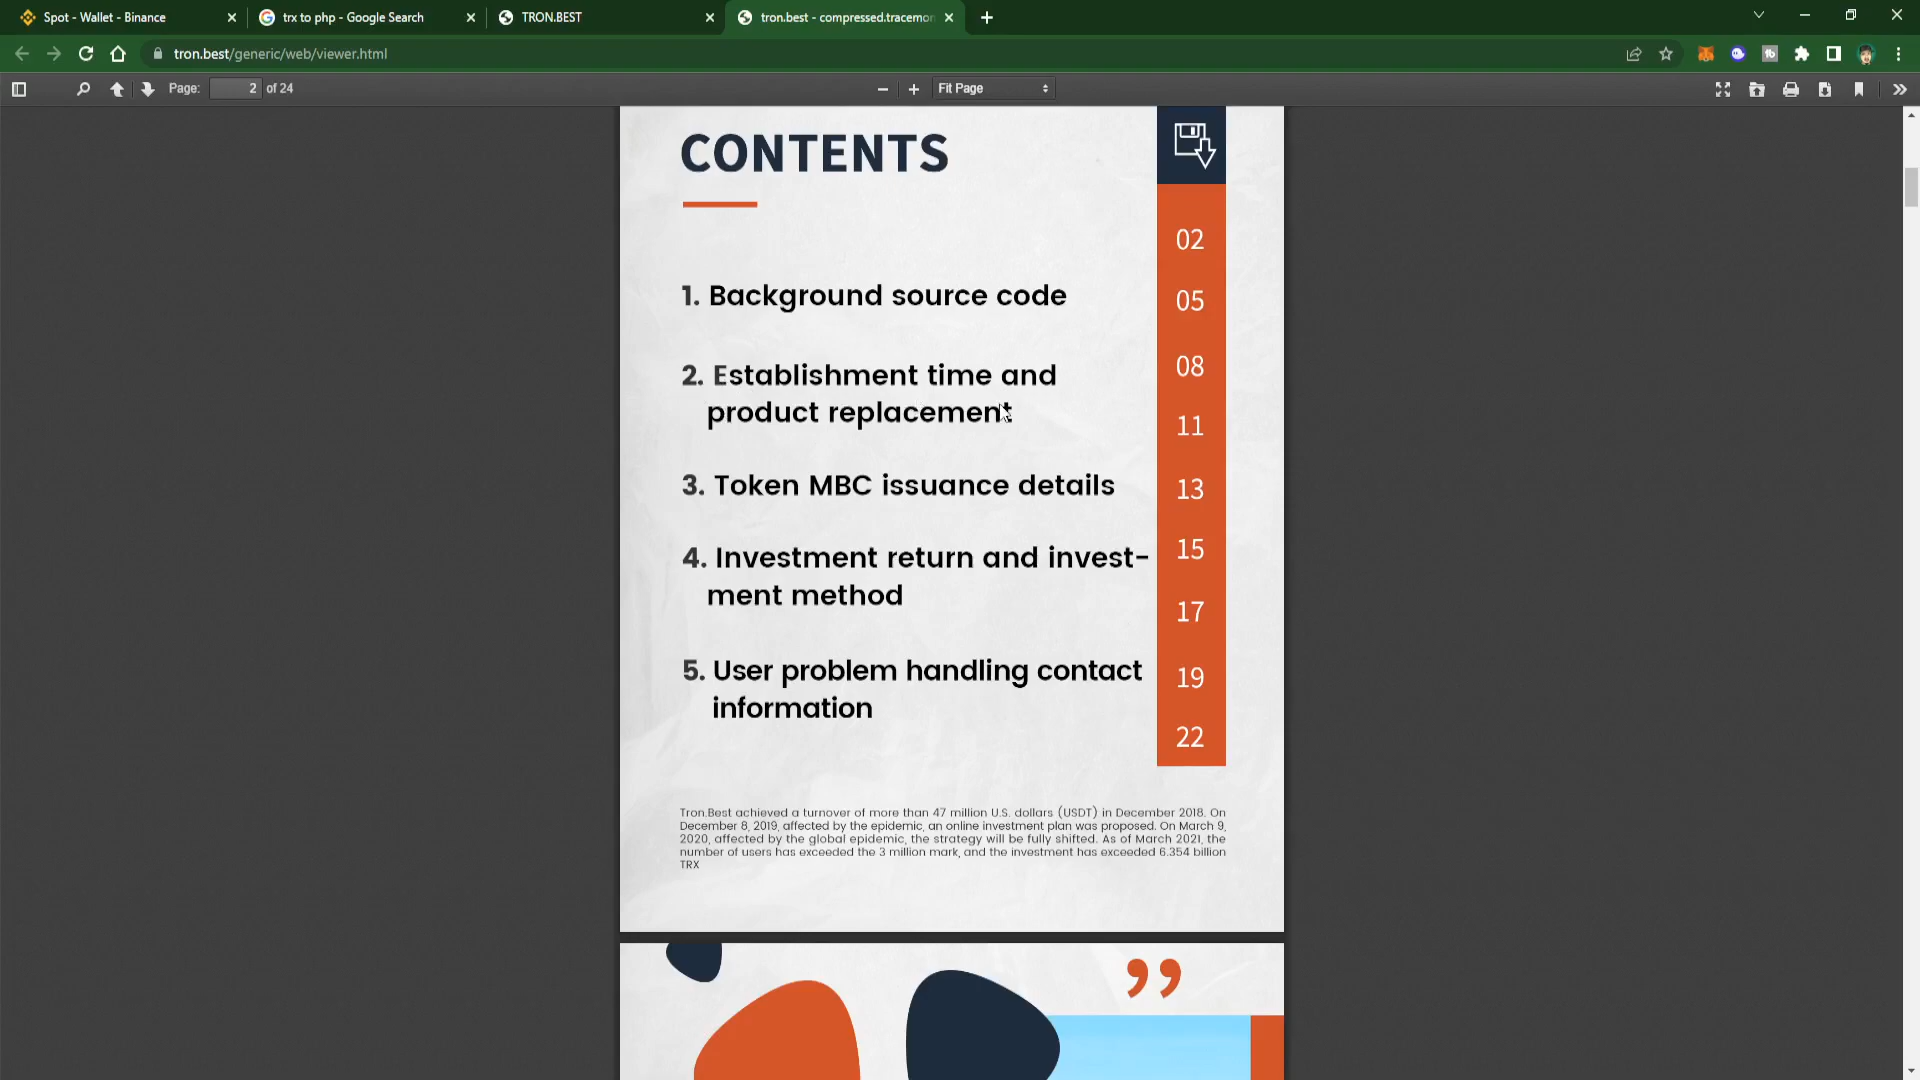 Spot - Wallet - Binance
trx to php - Google Search
TRON.BEST
tron.best - compressed.tracemon
tron.best/generic/web/viewer.html
Page: 2 of 24
Fit Page
CONTENTS
02
1. Background source code
05
08
2. Establishment time and
product replacement
11
3. Token MBC issuance details
13
4. Investment return and invest-
15
ment method
17
5. User problem handling contact
19
information
22
Tron.Best achieved a turnover of more than 47 million U.S. dollars (USDT) in December 2018. On
December 8, 2019, affected by the epidemic, an online investment plan was proposed. On March 9,
2020, affected by the global epidemic, the strategy will be fully shifted. As of March 2021, the
number of users has exceeded the 3 million mark, and the investment has exceeded 6.354 billion
TRX